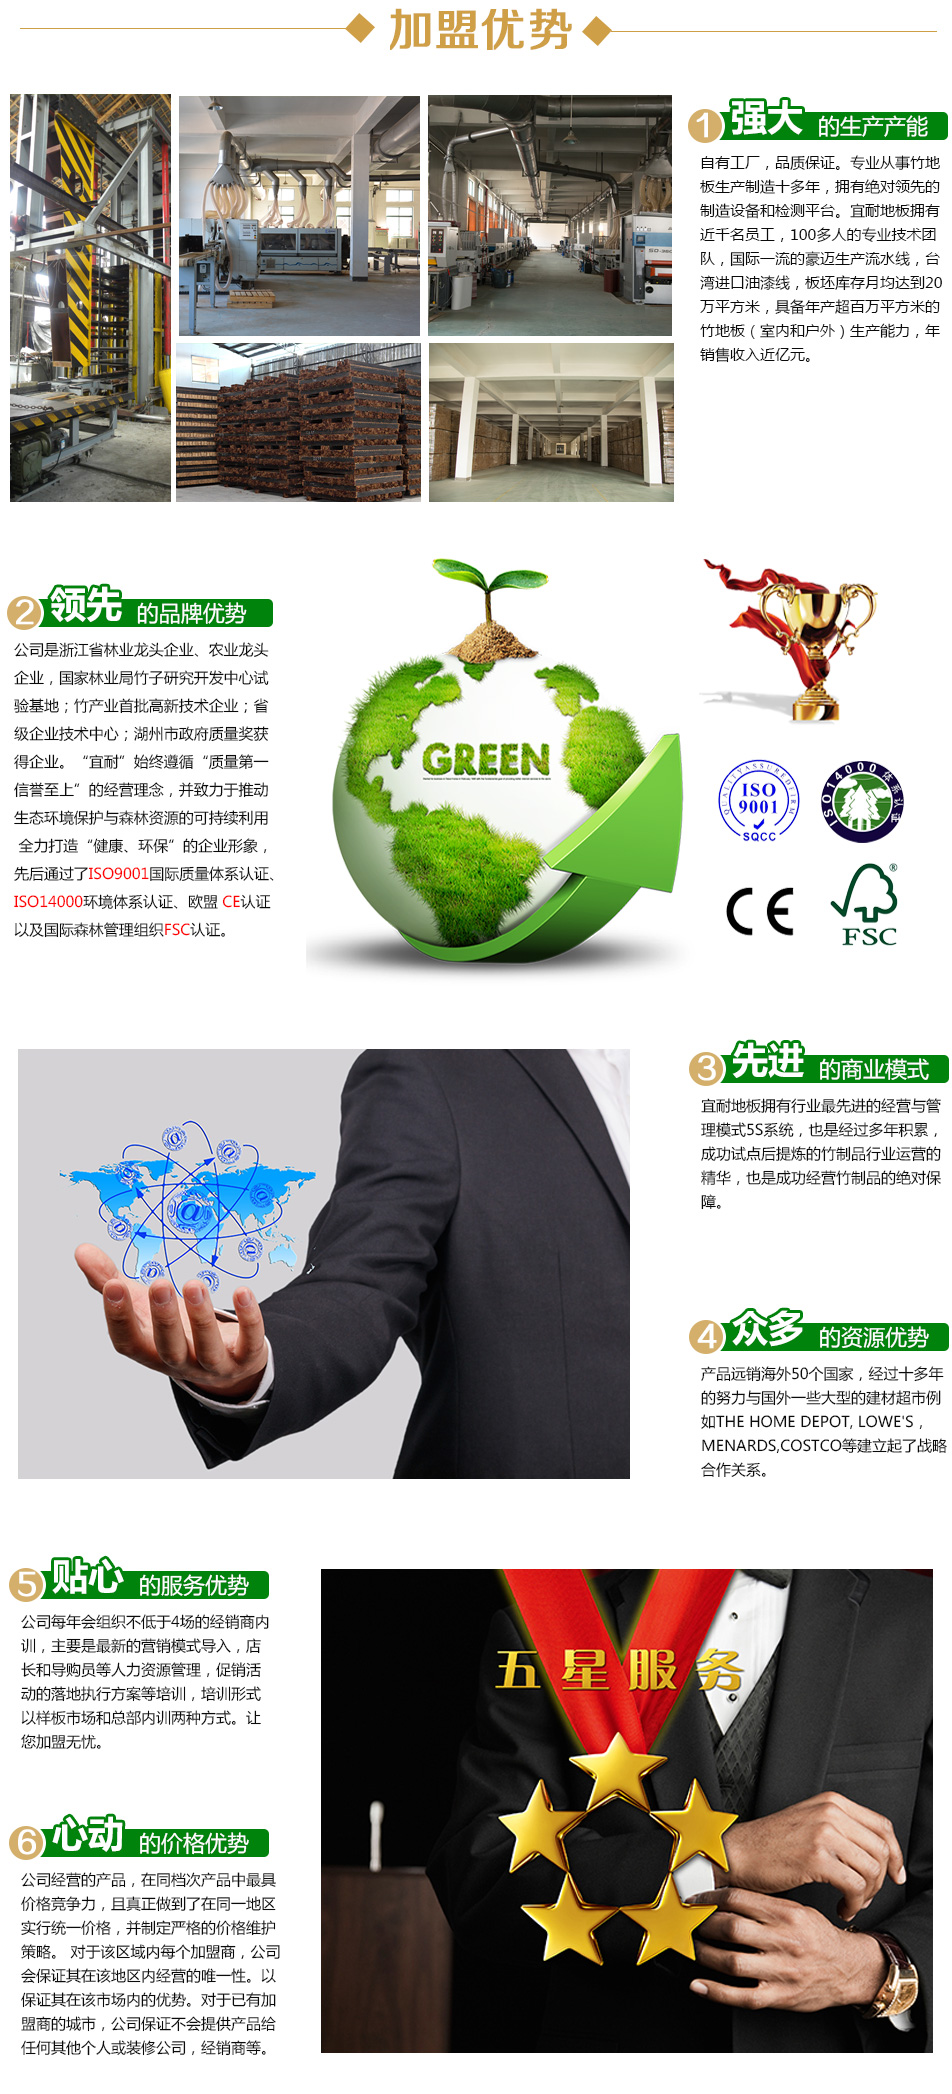 加盟优势
1 强大 的生产产能
自有工厂，品质保证。专业从事竹地
板生产制造十多年，拥有绝对领先的
制造设备和检测平台。宜耐地板拥有
近千名员工，100多人的专业技术团
队，国际一流的豪迈生产流水线，台
湾进口油漆线，板坯库存月均达到20
万平方米，具备年产超百万平方米的
竹地板（室内和户外）生产能力，年
销售收入近亿元。
2 领先 的品牌优势
公司是浙江省林业龙头企业、农业龙头
企业，国家林业局竹子研究开发中心试
验基地；竹产业首批高新技术企业；省
级企业技术中心；湖州市政府质量奖获
得企业。“宜耐”始终遵循“质量第一
信誉至上”的经营理念，并致力于推动
生态环境保护与森林资源的可持续利用
全力打造“健康、环保”的企业形象，
先后通过了ISO9001国际质量体系认证、
ISO14000环境体系认证、欧盟 CE认证
以及国际森林管理组织FSC认证。
GREEN
QUALITY ASSURED FIRM
ISO
9001
SQCC
ISO14000体系认证
CE
FSC
®
3 先进 的商业模式
宜耐地板拥有行业最先进的经营与管
理模式5S系统，也是经过多年积累，
成功试点后提炼的竹制品行业运营的
精华，也是成功经营竹制品的绝对保
障。
4 众多 的资源优势
产品远销海外50个国家，经过十多年
的努力与国外一些大型的建材超市例
如THE HOME DEPOT, LOWE'S，
MENARDS,COSTCO等建立起了战略
合作关系。
5 贴心 的服务优势
公司每年会组织不低于4场的经销商内
训，主要是最新的营销模式导入，店
长和导购员等人力资源管理，促销活
动的落地执行方案等培训，培训形式
以样板市场和总部内训两种方式。让
您加盟无忧。
五星服务
6 心动 的价格优势
公司经营的产品，在同档次产品中最具
价格竞争力，且真正做到了在同一地区
实行统一价格，并制定严格的价格维护
策略。 对于该区域内每个加盟商，公司
会保证其在该地区内经营的唯一性。以
保证其在该市场内的优势。对于已有加
盟商的城市，公司保证不会提供产品给
任何其他个人或装修公司，经销商等。